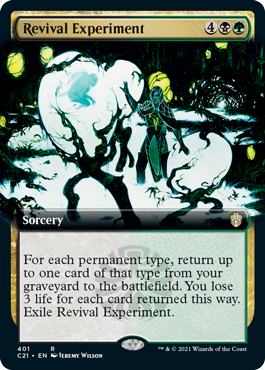 Revival Experiment 4
Sorcery
For each permanent type, return up
to one card of that type from your
graveyard to the battlefield. You lose
3 life for each card returned this way.
Exile Revival Experiment.
401 R
C21 • EN JEREMY WILSON
™ & © 2021 Wizards of the Coast